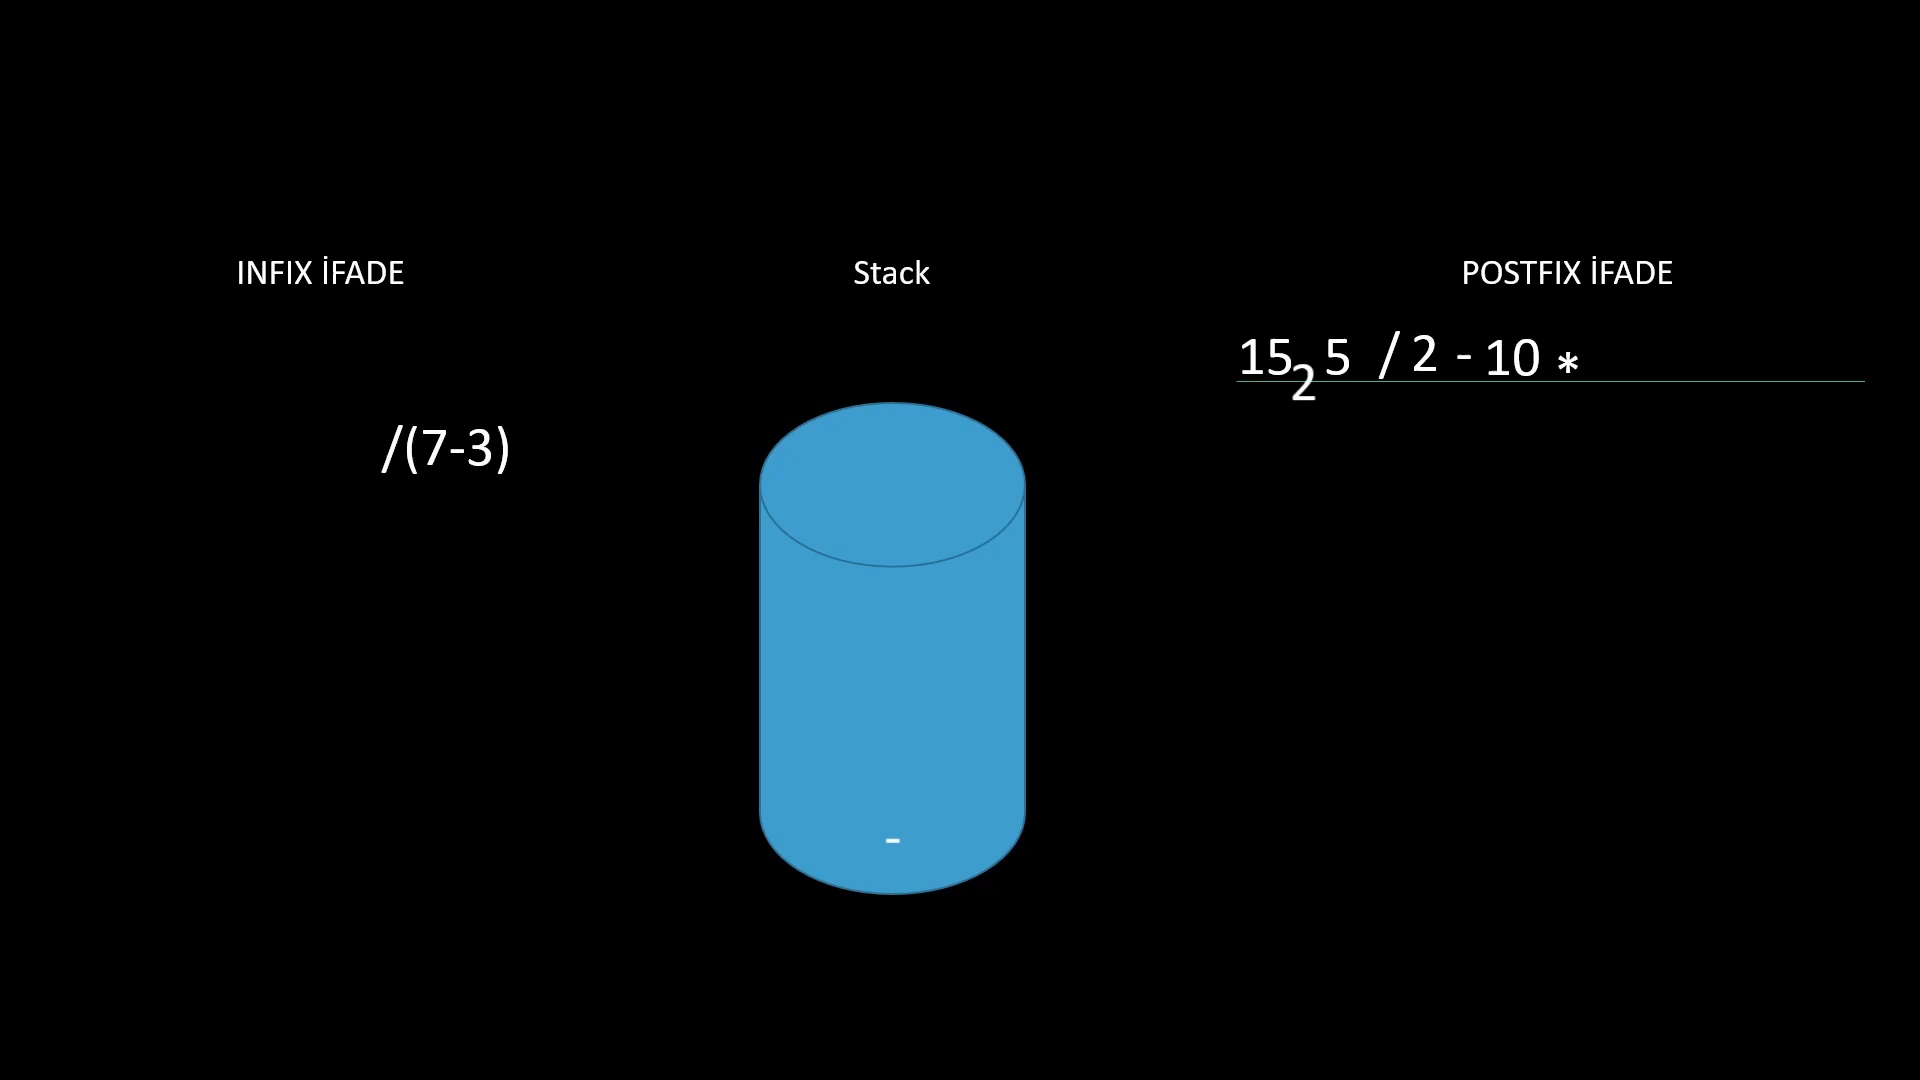 INFIX İFADE
Stack
POSTFIX İFADE
15 2 5 / 2 - 10 *
/(7-3)
-